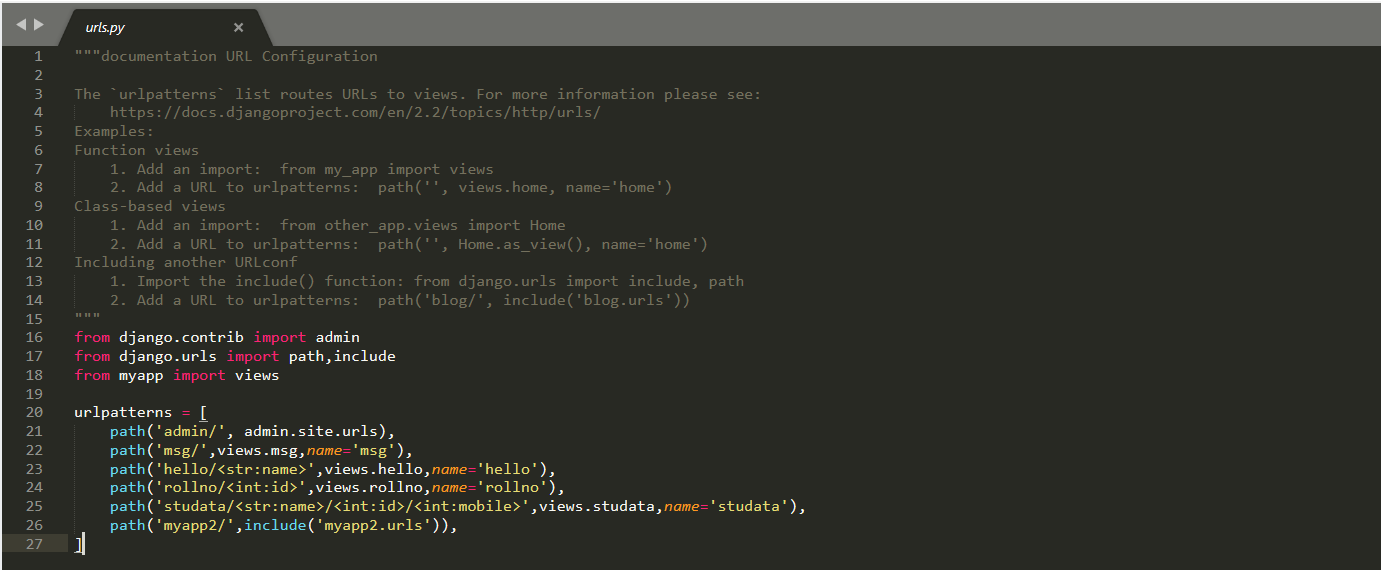 urls.py ×
1 """documentation URL Configuration
2
3 The `urlpatterns` list routes URLs to views. For more information please see:
4     https://docs.djangoproject.com/en/2.2/topics/http/urls/
5 Examples:
6 Function views
7     1. Add an import:  from my_app import views
8     2. Add a URL to urlpatterns:  path('', views.home, name='home')
9 Class-based views
10     1. Add an import:  from other_app.views import Home
11     2. Add a URL to urlpatterns:  path('', Home.as_view(), name='home')
12 Including another URLconf
13     1. Import the include() function: from django.urls import include, path
14     2. Add a URL to urlpatterns:  path('blog/', include('blog.urls'))
15 """
16 from django.contrib import admin
17 from django.urls import path,include
18 from myapp import views
19
20 urlpatterns = [
21     path('admin/', admin.site.urls),
22     path('msg/',views.msg,name='msg'),
23     path('hello/<str:name>',views.hello,name='hello'),
24     path('rollno/<int:id>',views.rollno,name='rollno'),
25     path('studata/<str:name>/<int:id>/<int:mobile>',views.studata,name='studata'),
26     path('myapp2/',include('myapp2.urls')),
27 ]